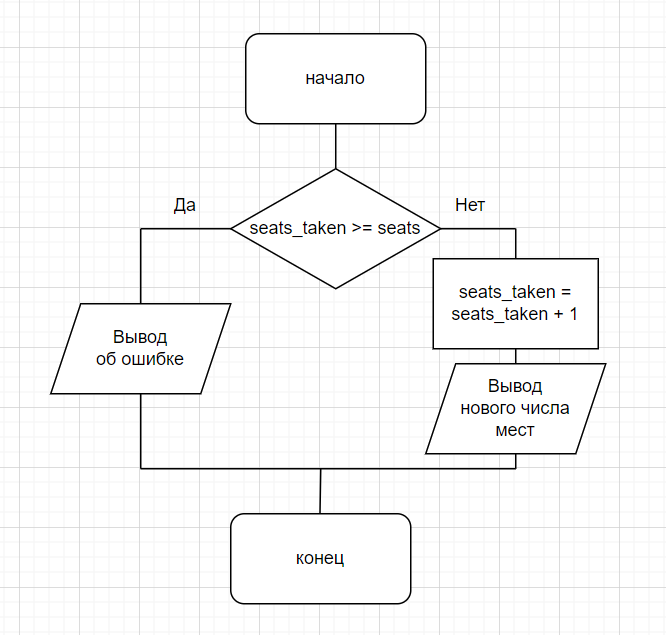 начало
Да
Нет
seats_taken >= seats
seats_taken =
seats_taken + 1
Вывод
об ошибке
Вывод
нового числа
мест
конец